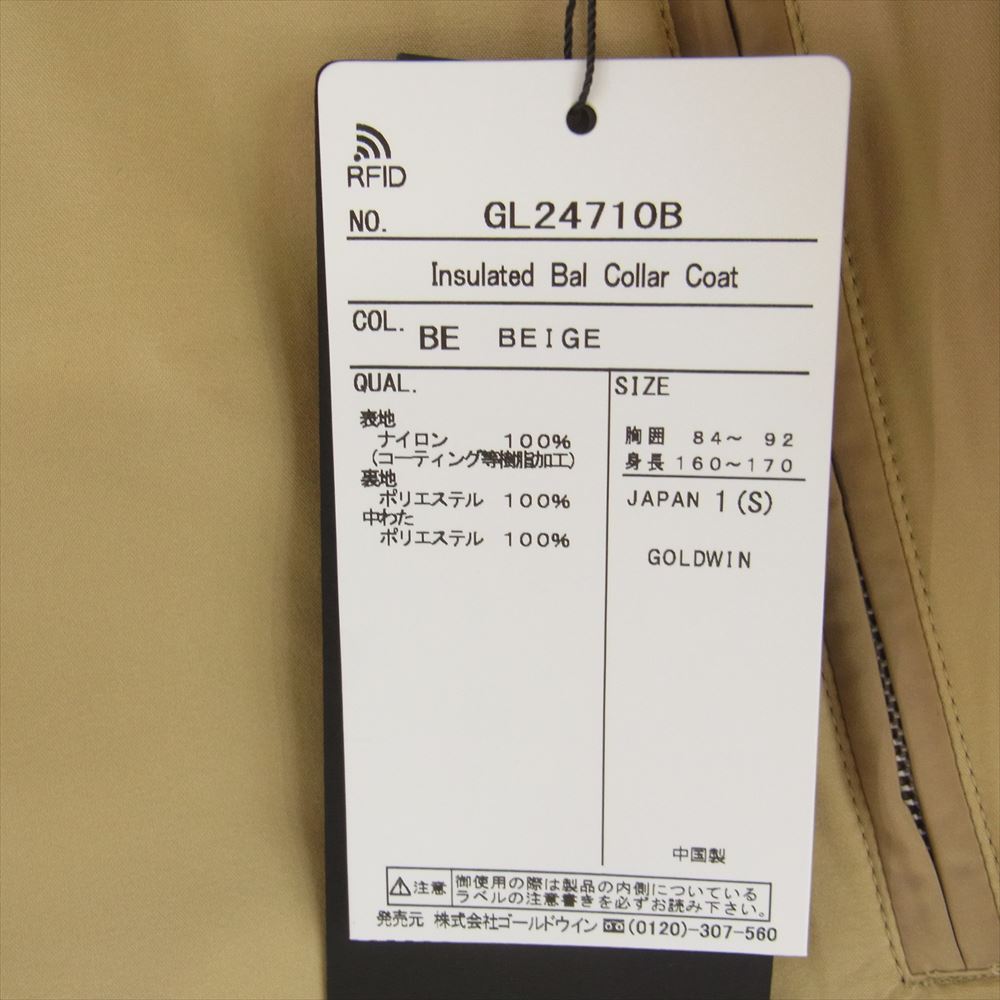 RFID
NO. GL24710B
Insulated Bal Collar Coat
COL. BE BEIGE
QUAL.
表地
ナイロン 100%
(コーティング等樹脂加工)
裏地
ポリエステル 100%
中わた
ポリエステル 100%
SIZE
胸囲 84~ 92
身長 160~170
JAPAN 1(S)
GOLDWIN
中国製
注意
御使用の際は製品の内側についている
ラベルの注意書きを必ずお読み下さい。
発売元 株式会社ゴールドウイン (0120)-307-560